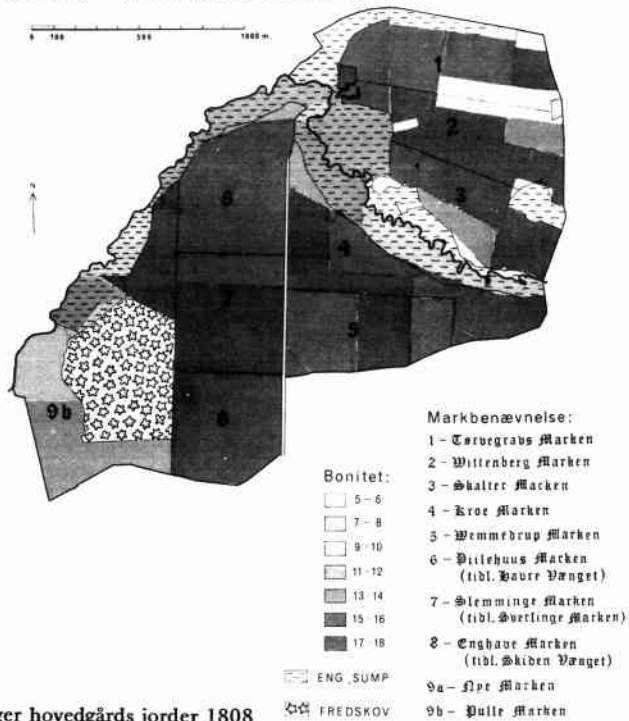 0 100 500 1000 m.
N
1
2
3
4
5
6
7
8
9b
Bonitet:
5 - 6
7 - 8
9 - 10
11 - 12
13 - 14
15 - 16
17 - 18
ENG, SUMP
FREDSKOV
Markbenævnelse:
1 - Tørvegravs Marken
2 - Wittenberg Marken
3 - Skalter Marken
4 - Kroe Marken
5 - Wemmedrup Marken
6 - Piilehuus Marken
(tidl. Havre Vænget)
7 - Slemminge Marken
(tidl. Sverlinge Marken)
8 - Enghave Marken
(tidl. Skiden Vænget)
9a - Nye Marken
9b - Pulle Marken
ger hovedgårds jorder 1808